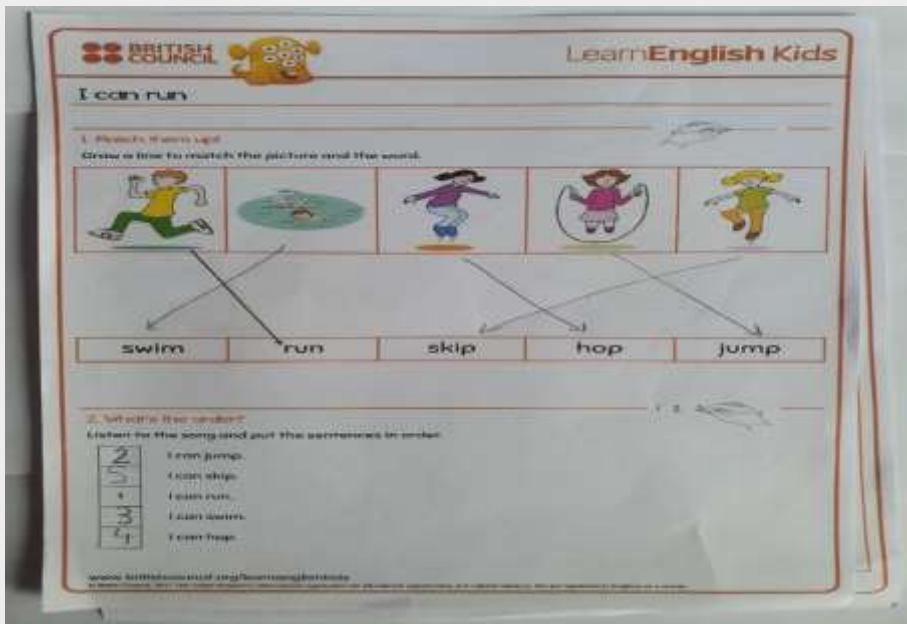 BRITISH
COUNCIL
LearnEnglish Kids
I can run
1. Match them up!
Draw a line to match the picture and the word.
swim run skip hop jump
1 2 3
2. What's the order?
Listen to the song and put the sentences in order.
2 I can jump.
5 I can skip.
1 I can run.
3 I can swim.
4 I can hop.
www.britishcouncil.org/learnenglishkids